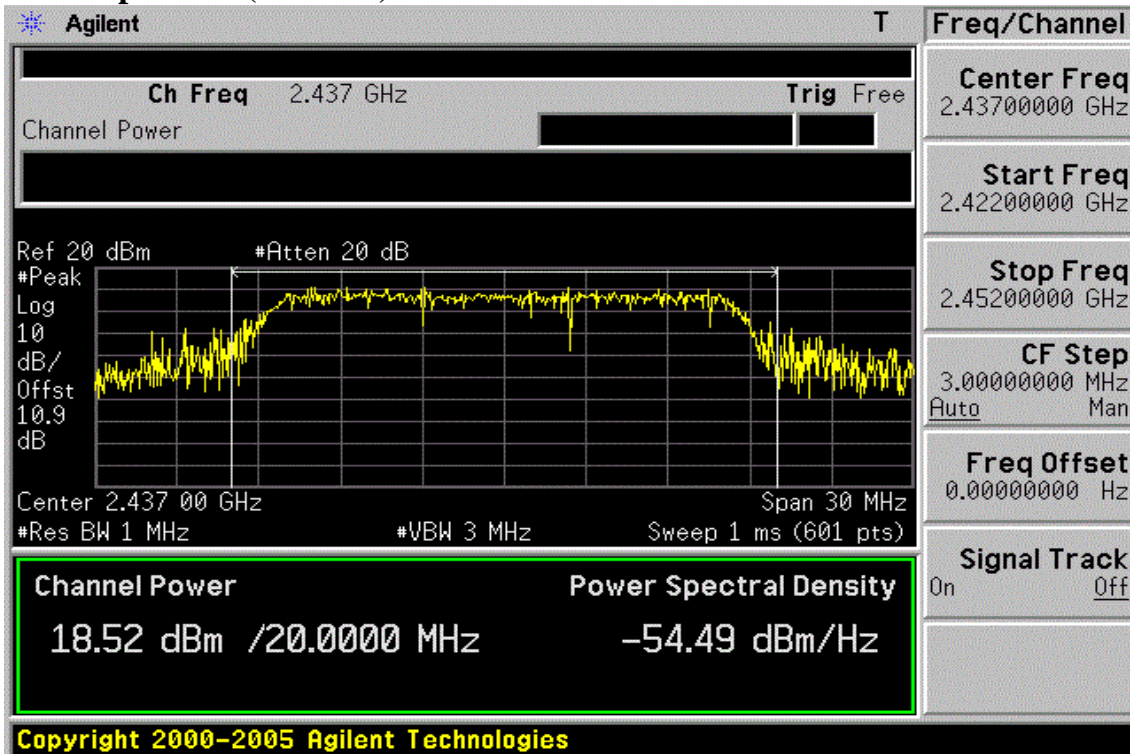 Agilent T
Ch Freq 2.437 GHz Trig Free
Channel Power
Ref 20 dBm #Atten 20 dB
#Peak
Log
10
dB/
Offst
10.9
dB
Center 2.437 00 GHz Span 30 MHz
#Res BW 1 MHz #VBW 3 MHz Sweep 1 ms (601 pts)
Channel Power Power Spectral Density
18.52 dBm /20.0000 MHz -54.49 dBm/Hz
Copyright 2000-2005 Agilent Technologies
Freq/Channel
Center Freq
2.43700000 GHz
Start Freq
2.42200000 GHz
Stop Freq
2.45200000 GHz
CF Step
3.00000000 MHz
Auto Man
Freq Offset
0.00000000 Hz
Signal Track
On Off